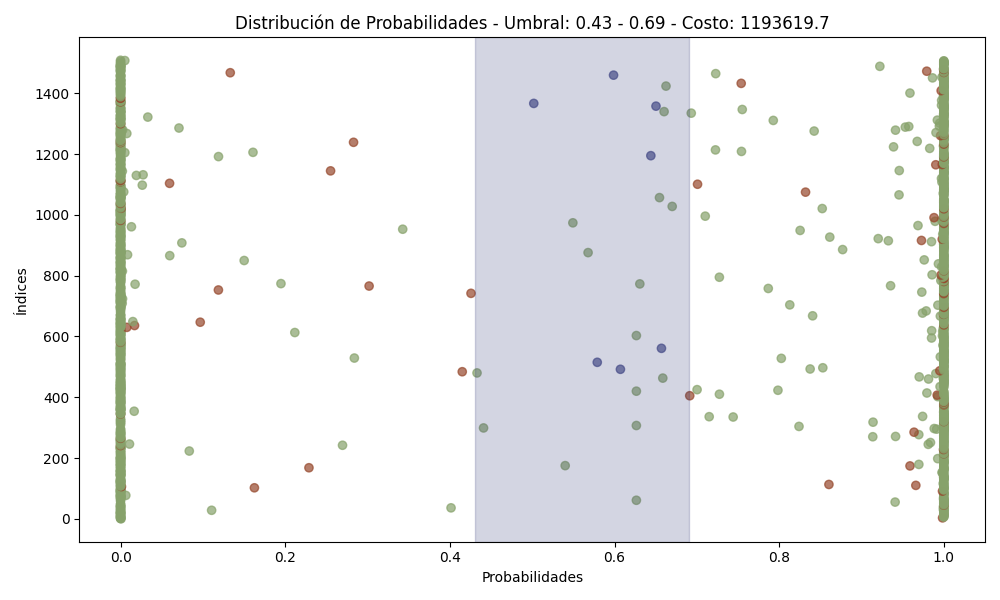 Distribución de Probabilidades - Umbral: 0.43 - 0.69 - Costo: 1193619.7
Índices
1400
1200
1000
800
600
400
200
0
0.0 0.2 0.4 0.6 0.8 1.0
Probabilidades